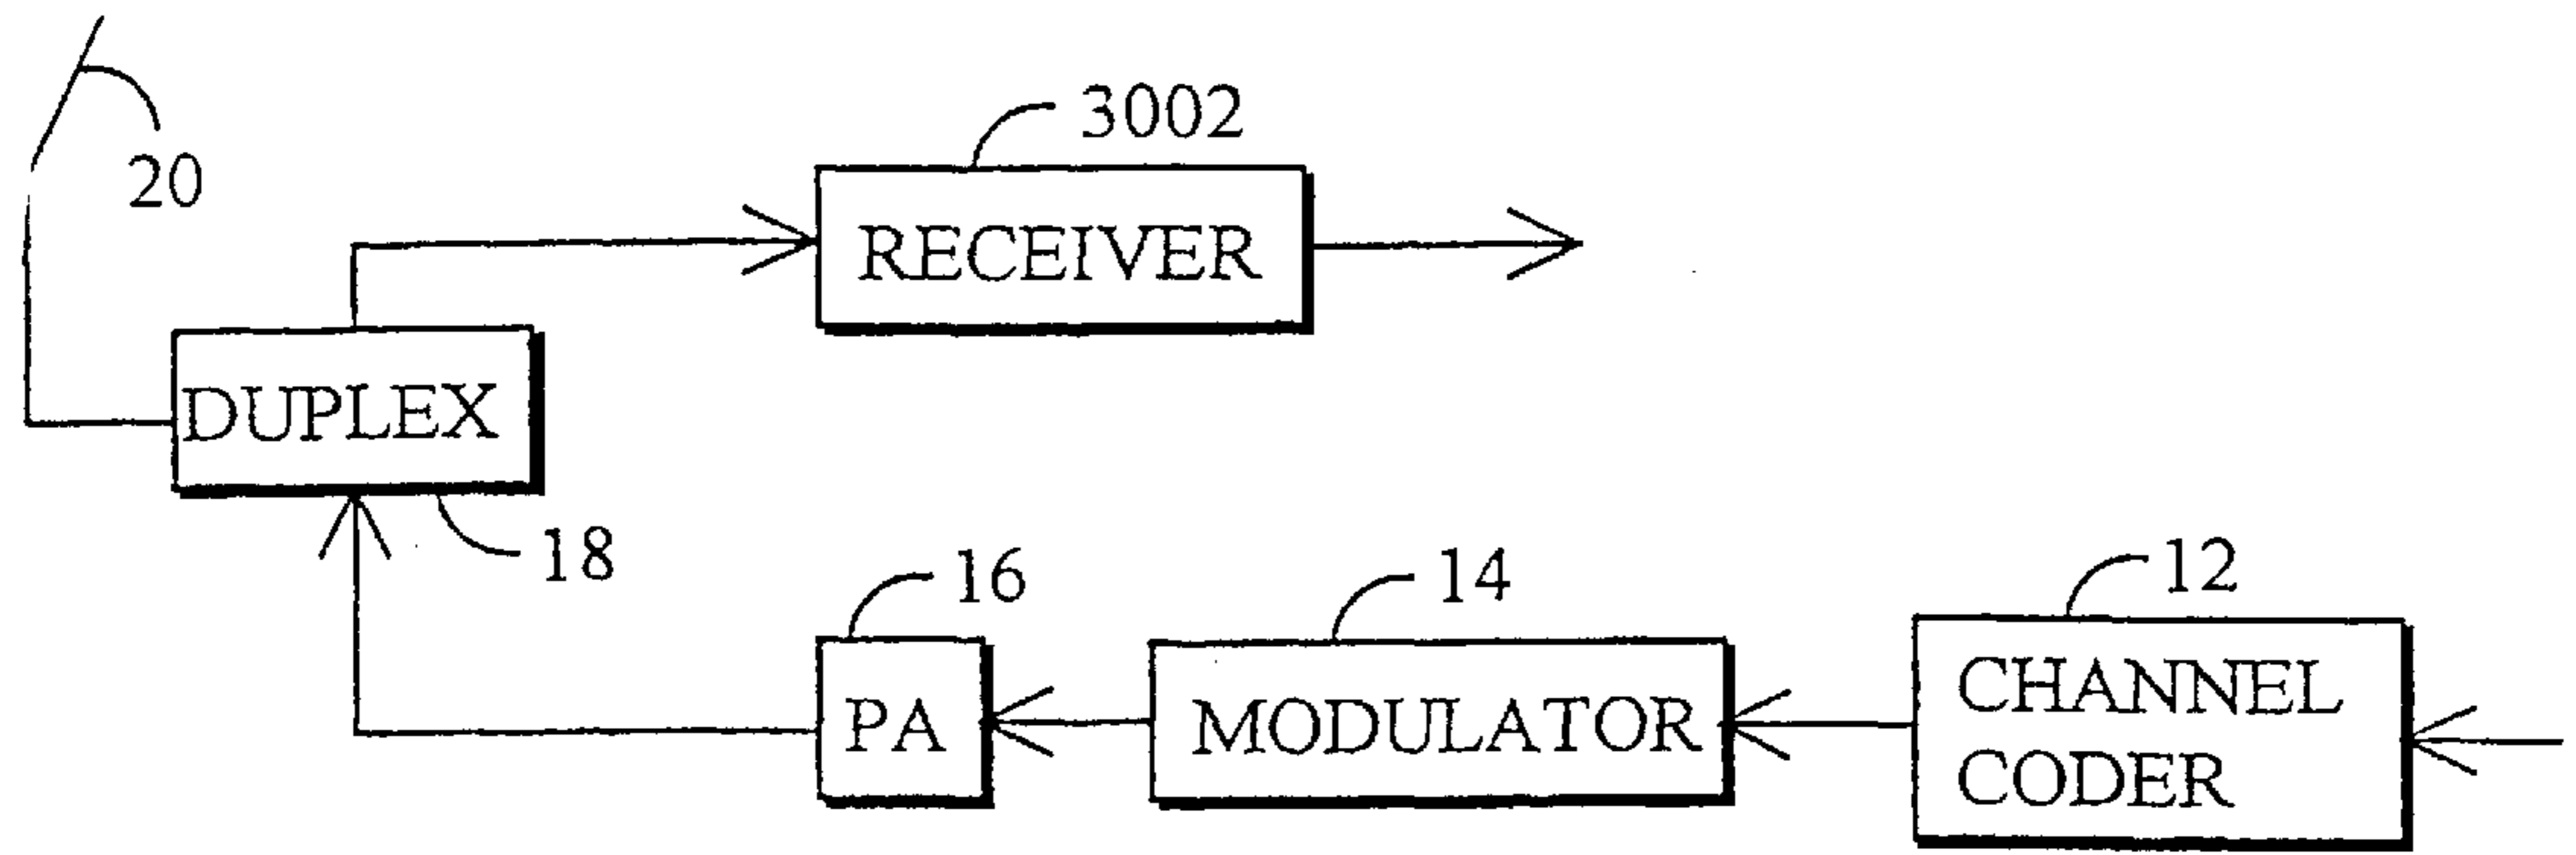 20
3002
RECEIVER
DUPLEX
18
16
14
12
PA
MODULATOR
CHANNEL
CODER